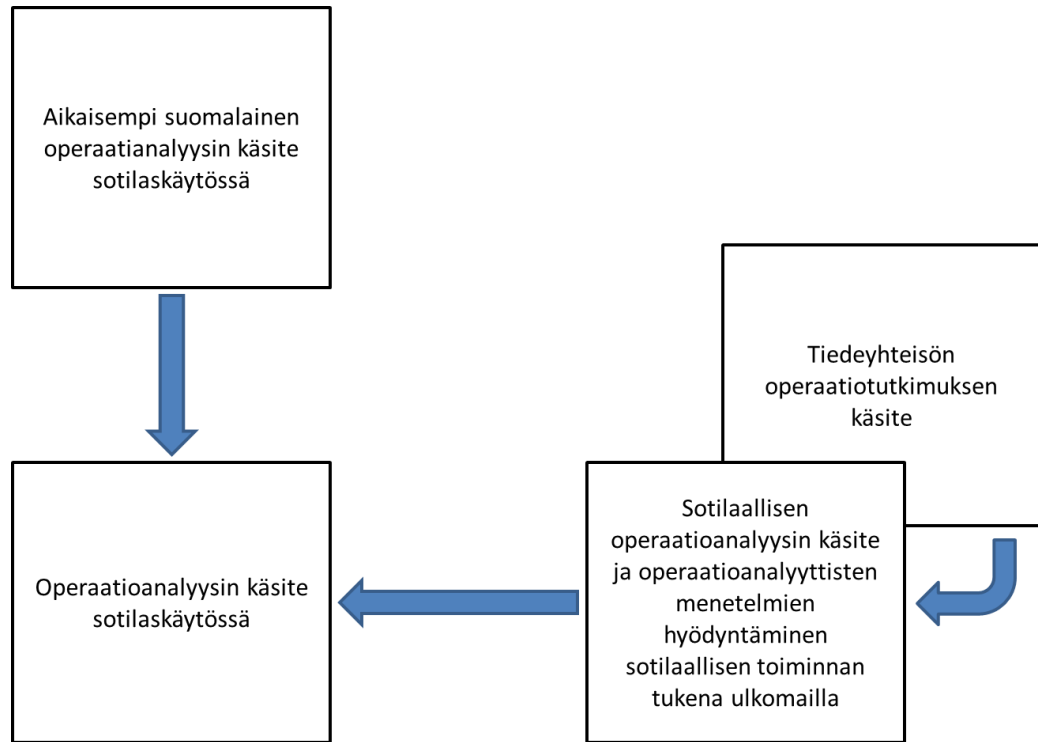 Aikaisempi suomalainen
operaatianalyysin käsite
sotilaskäytössä
Tiedeyhteisön
operaatiotutkimuksen
käsite
Operaatioanalyysin käsite
sotilaskäytössä
Sotilaallisen
operaatioanalyysin käsite
ja operaatioanalyyttisten
menetelmien
hyödyntäminen
sotilaallisen toiminnan
tukena ulkomailla